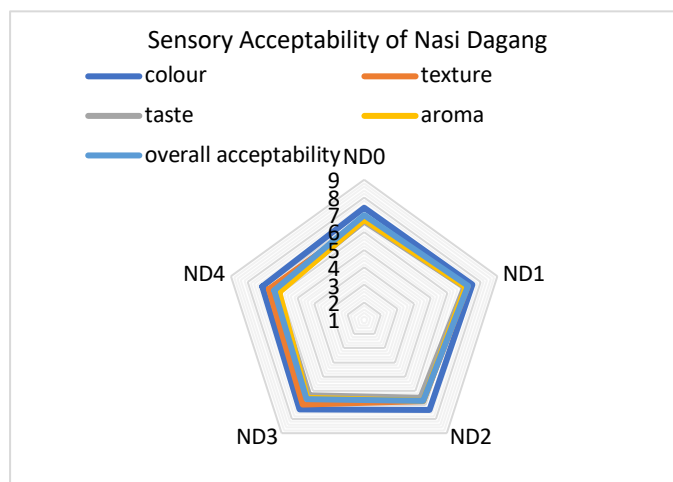 Sensory Acceptability of Nasi Dagang
colour texture
taste aroma
overall acceptability
ND0
9
8
7
6
5
4
3
2
1
ND1
ND2
ND3
ND4